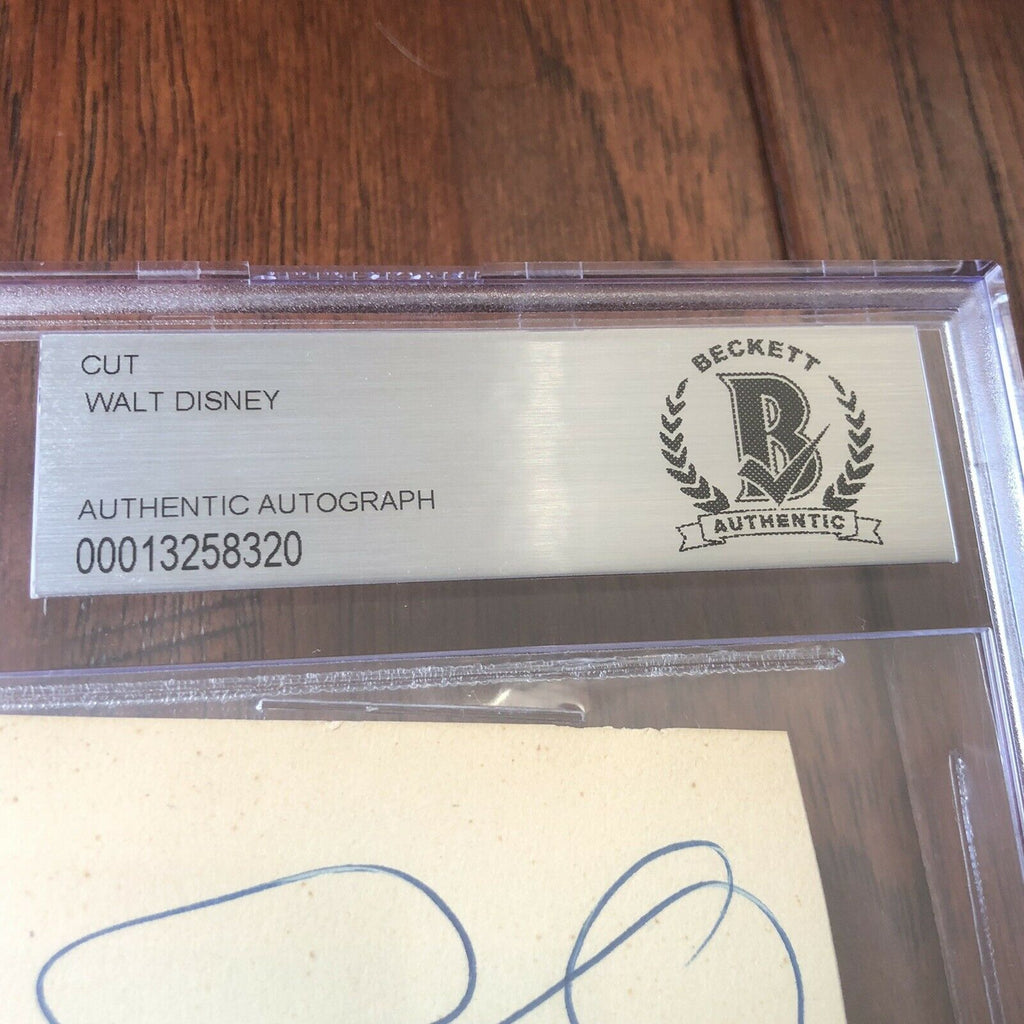 CUT
WALT DISNEY
AUTHENTIC AUTOGRAPH
00013258320
BECKETT
B
AUTHENTIC